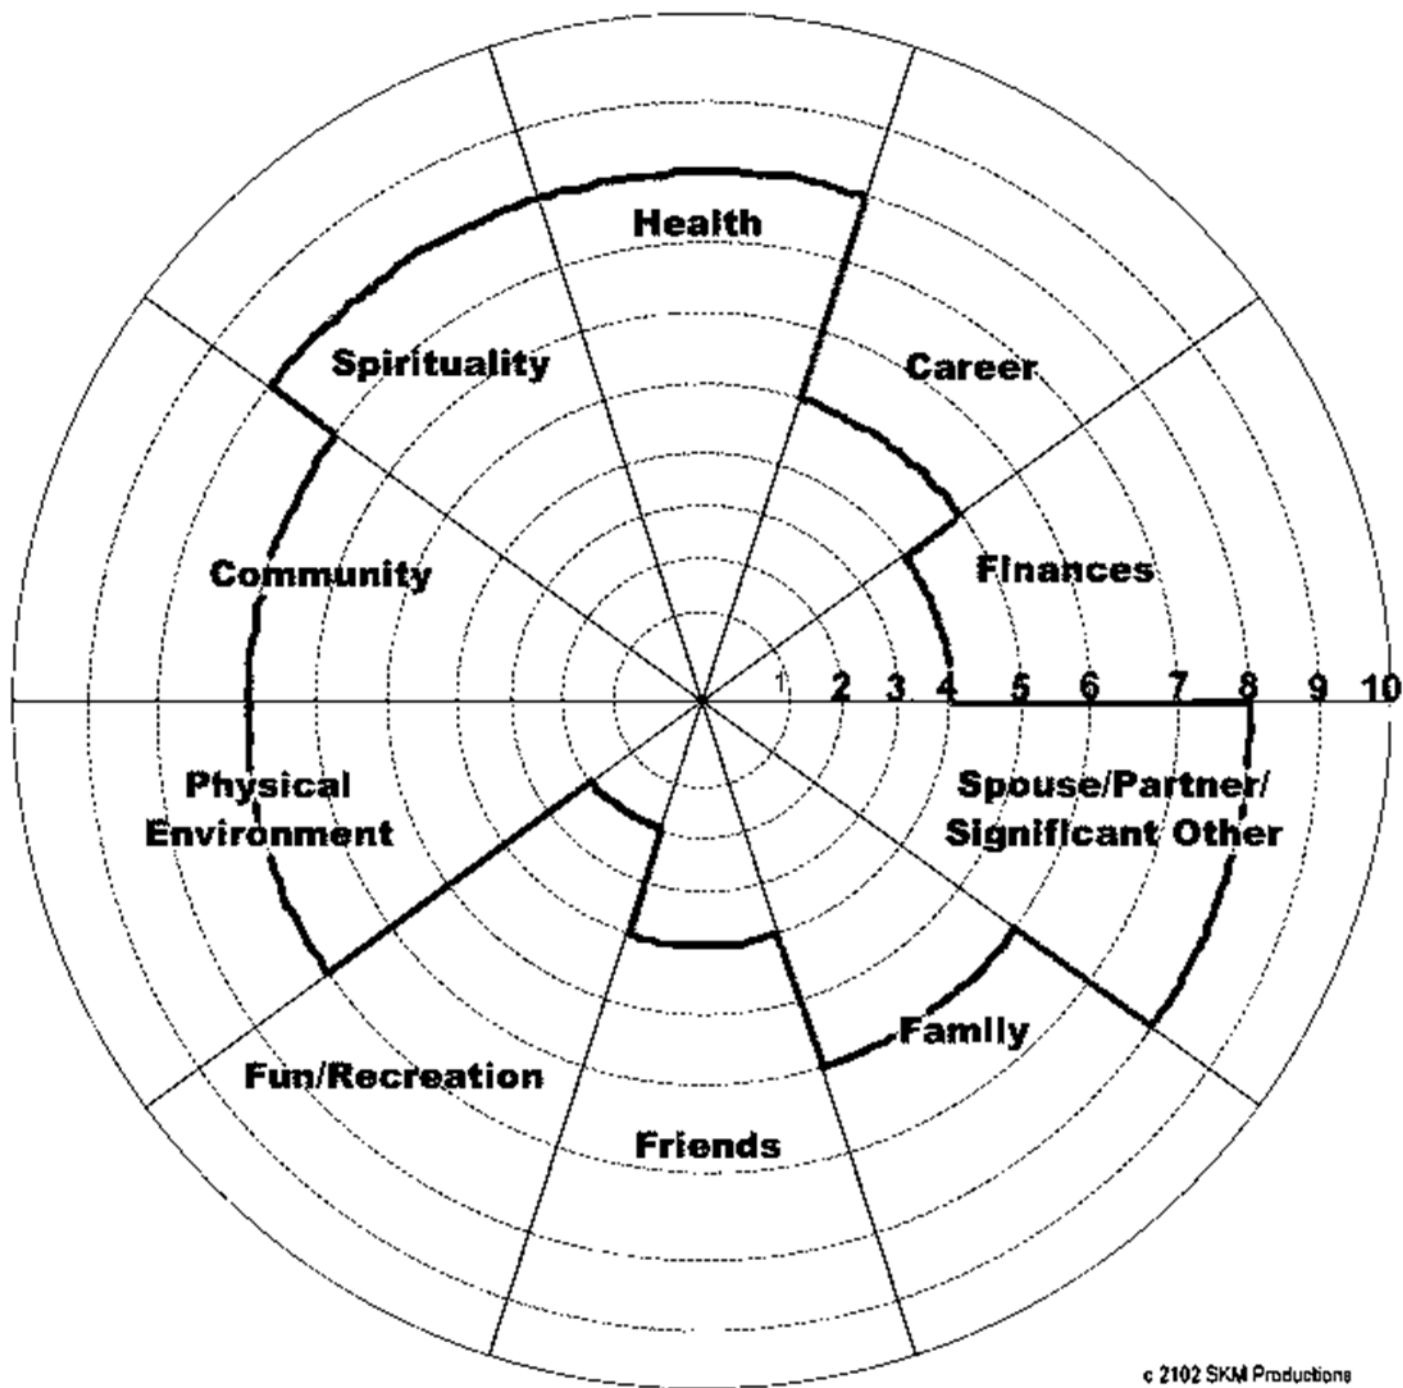 Health
Spirituality
Career
Community
Finances
1 2 3 4 5 6 7 8 9 10
Physical
Environment
Spouse/Partner/
Significant Other
Family
Fun/Recreation
Friends
c 2102 SKM Productions